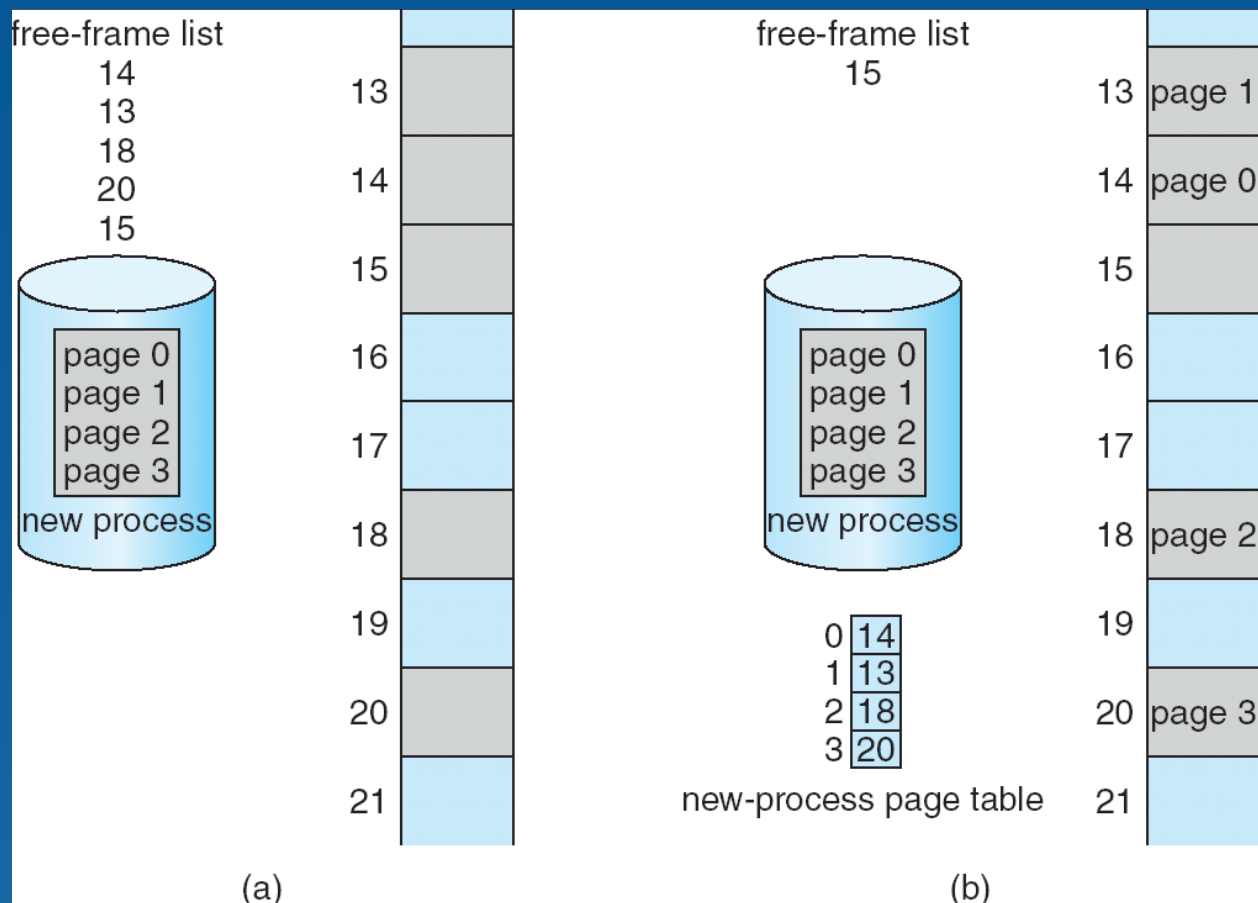 free-frame list
14
13
18
20
15
page 0
page 1
page 2
page 3
new process
13
14
15
16
17
18
19
20
21
(a)
free-frame list
15
page 0
page 1
page 2
page 3
new process
0 14
1 13
2 18
3 20
new-process page table
13 page 1
14 page 0
15
16
17
18 page 2
19
20 page 3
21
(b)